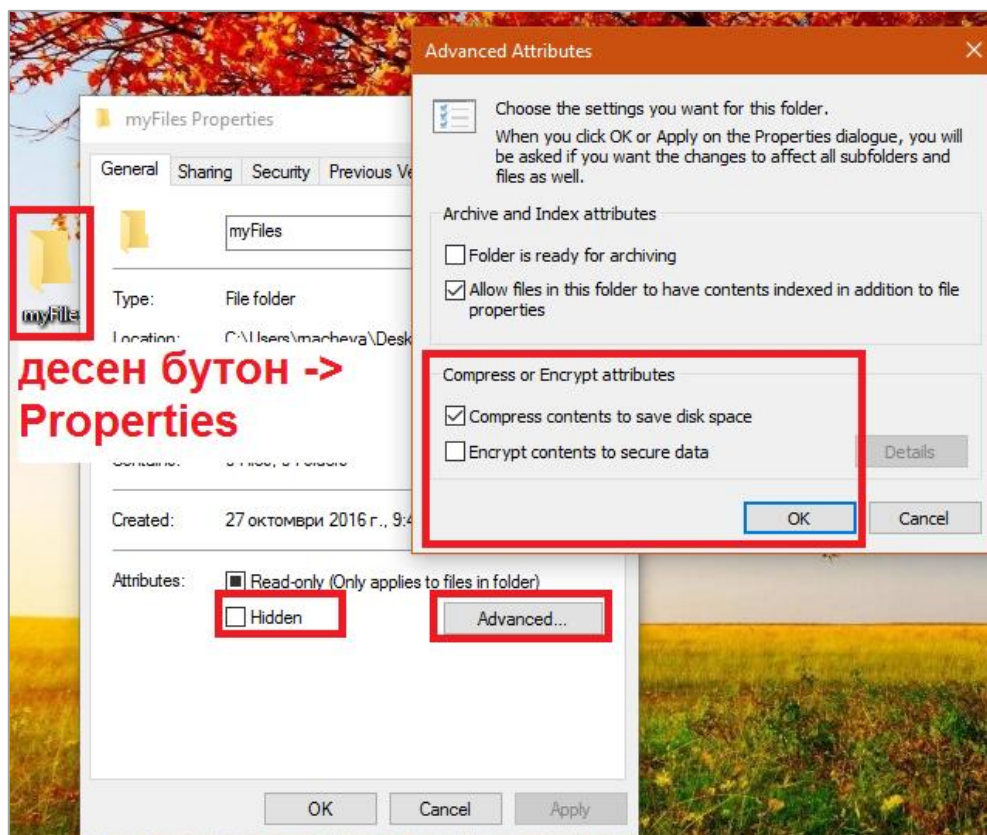 Advanced Attributes
Choose the settings you want for this folder.
When you click OK or Apply on the Properties dialogue, you will
be asked if you want the changes to affect all subfolders and
files as well.
Archive and Index attributes
Folder is ready for archiving
Allow files in this folder to have contents indexed in addition to file
properties
Compress or Encrypt attributes
Compress contents to save disk space
Encrypt contents to secure data
Details
OK
Cancel
myFiles Properties
General
Sharing
Security
Previous Ve
myFiles
Type:
File folder
Location:
C:\Users\macheva\Desk
Created:
27 октомври 2016 г., 9:4
Attributes:
Read-only (Only applies to files in folder)
Hidden
Advanced...
OK
Cancel
Apply
myFile
десен бутон ->
Properties